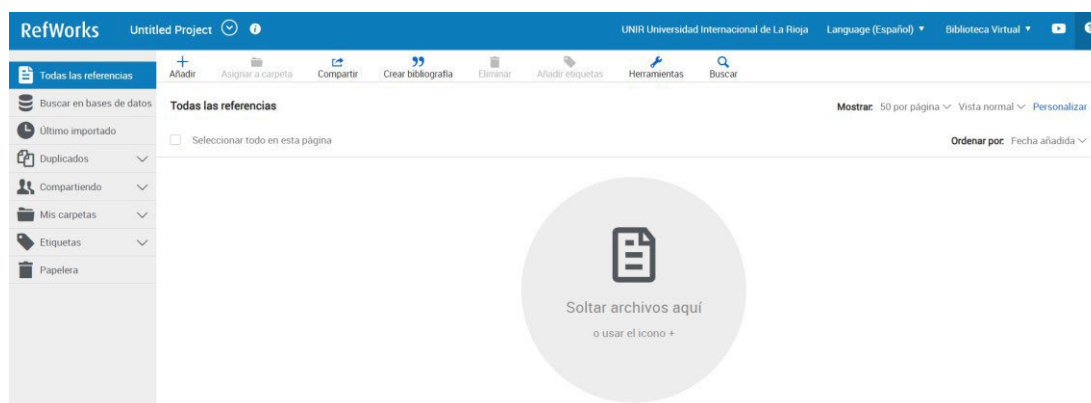 RefWorks Untitled Project UNIR Universidad Internacional de La Rioja Language (Español) Biblioteca Virtual
Todas las referencias
Buscar en bases de datos
Último importado
Duplicados
Compartiendo
Mis carpetas
Etiquetas
Papelera
Añadir Asignar a carpeta Compartir Crear bibliografía Eliminar Añadir etiquetas Herramientas Buscar
Todas las referencias Mostrar: 50 por página Vista normal Personalizar
Seleccionar todo en esta página Ordenar por: Fecha añadida
Soltar archivos aquí
o usar el icono +